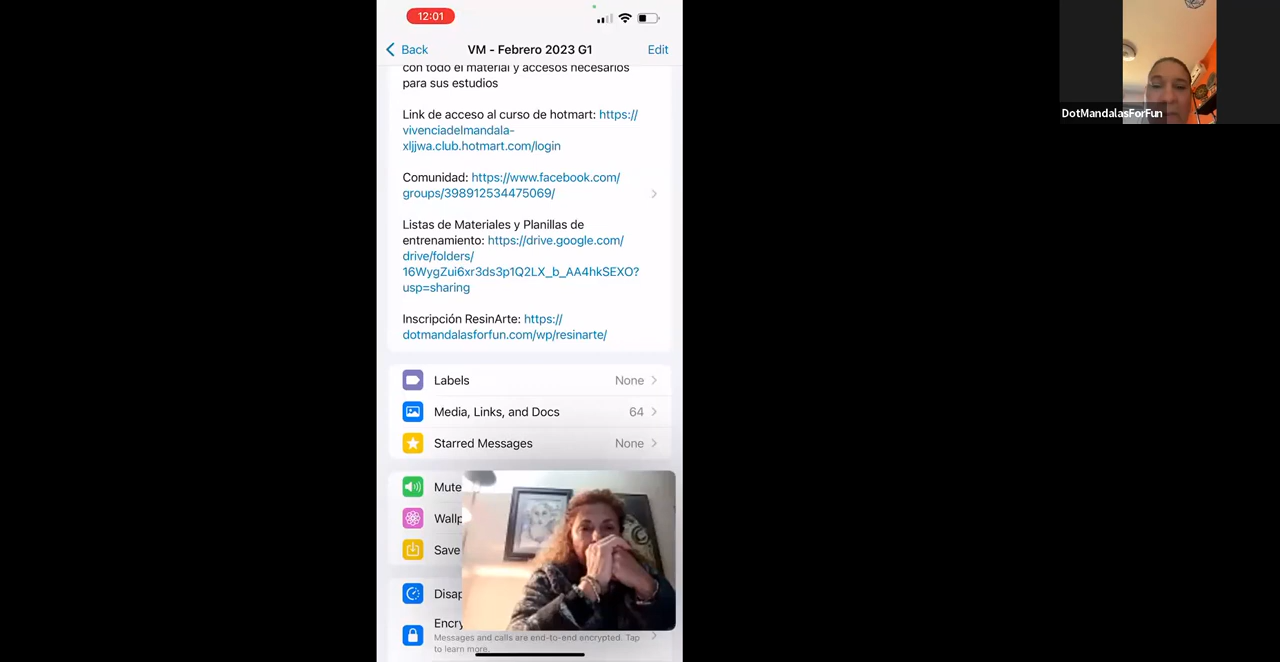 12:01
Back
VM - Febrero 2023 G1
Edit
con todo el material y accesos necesarios
para sus estudios
Link de acceso al curso de hotmart: https://
vivenciadelmandala-
xljjwa.club.hotmart.com/login
Comunidad: https://www.facebook.com/
groups/398912534475069/
Listas de Materiales y Planillas de
entrenamiento: https://drive.google.com/
drive/folders/
16WygZui6xr3ds3p1Q2LX_b_AA4hkSEXO?
usp=sharing
Inscripción ResinArte: https://
dotmandalasforfun.com/wp/resinarte/
Labels None
Media, Links, and Docs 64
Starred Messages None
Mute
Wallp
Save
Disap
Encry
Messages and calls are end-to-end encrypted. Tap
to learn more.
DotMandalasForFun